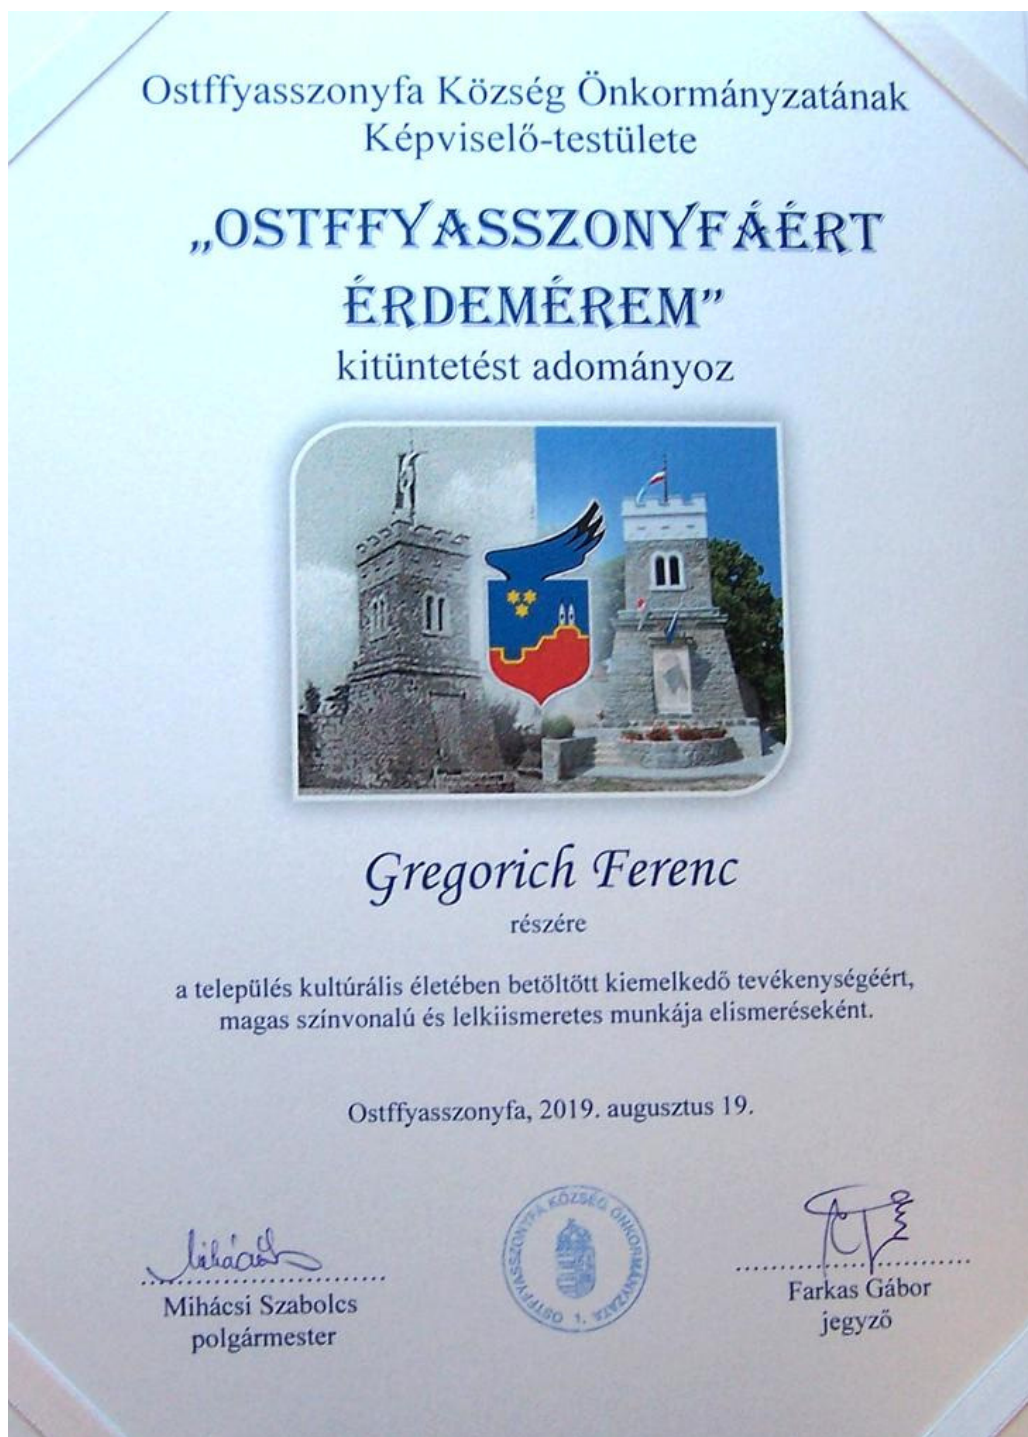 Ostffyasszonyfa Község Önkormányzatának
Képviselő-testülete
„OSTFFYASSZONYFÁÉRT
ÉRDEMÉREM”
kitüntetést adományoz
Gregorich Ferenc
részére
a település kultúrális életében betöltött kiemelkedő tevékenységéért,
magas színvonalú és lelkiismeretes munkája elismeréseként.
Ostffyasszonyfa, 2019. augusztus 19.
OSTFFYASSZONYFA KÖZSÉG ÖNKORMÁNYZATA
1.
Mihácsi Szabolcs
polgármester
Farkas Gábor
jegyző